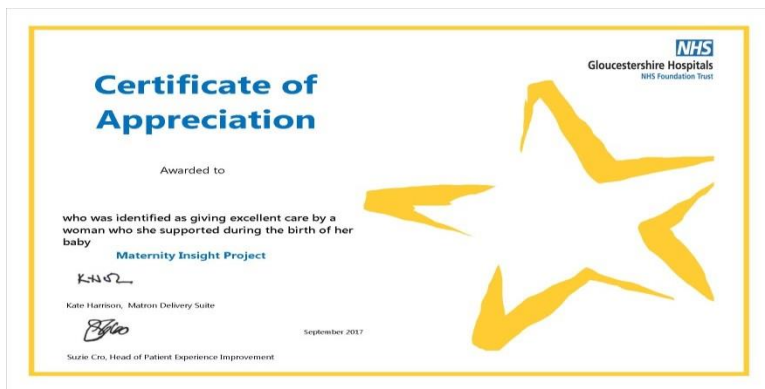 NHS
Gloucestershire Hospitals
NHS Foundation Trust
Certificate of
Appreciation
Awarded to
who was identified as giving excellent care by a
woman who she supported during the birth of her
baby
Maternity Insight Project
Kate Harrison, Matron Delivery Suite
September 2017
Suzie Cro, Head of Patient Experience Improvement